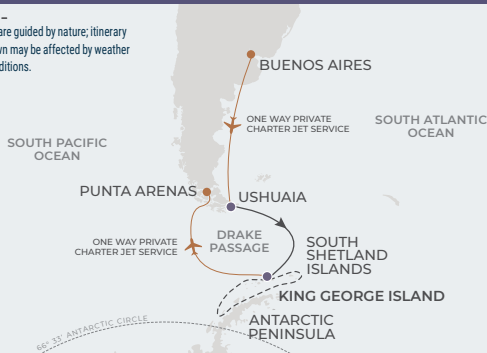 are guided by nature; itinerary
may be affected by weather
BUENOS AIRES
ONE WAY PRIVATE
CHARTER JET SERVICE
SOUTH ATLANTIC
OCEAN
SOUTH PACIFIC
OCEAN
PUNTA ARENAS
USHUAIA
DRAKE
PASSAGE
ONE WAY PRIVATE
CHARTER JET SERVICE
SOUTH
SHETLAND
ISLANDS
KING GEORGE ISLAND
ANTARCTIC
PENINSULA
66° 33' ANTARCTIC CIRCLE